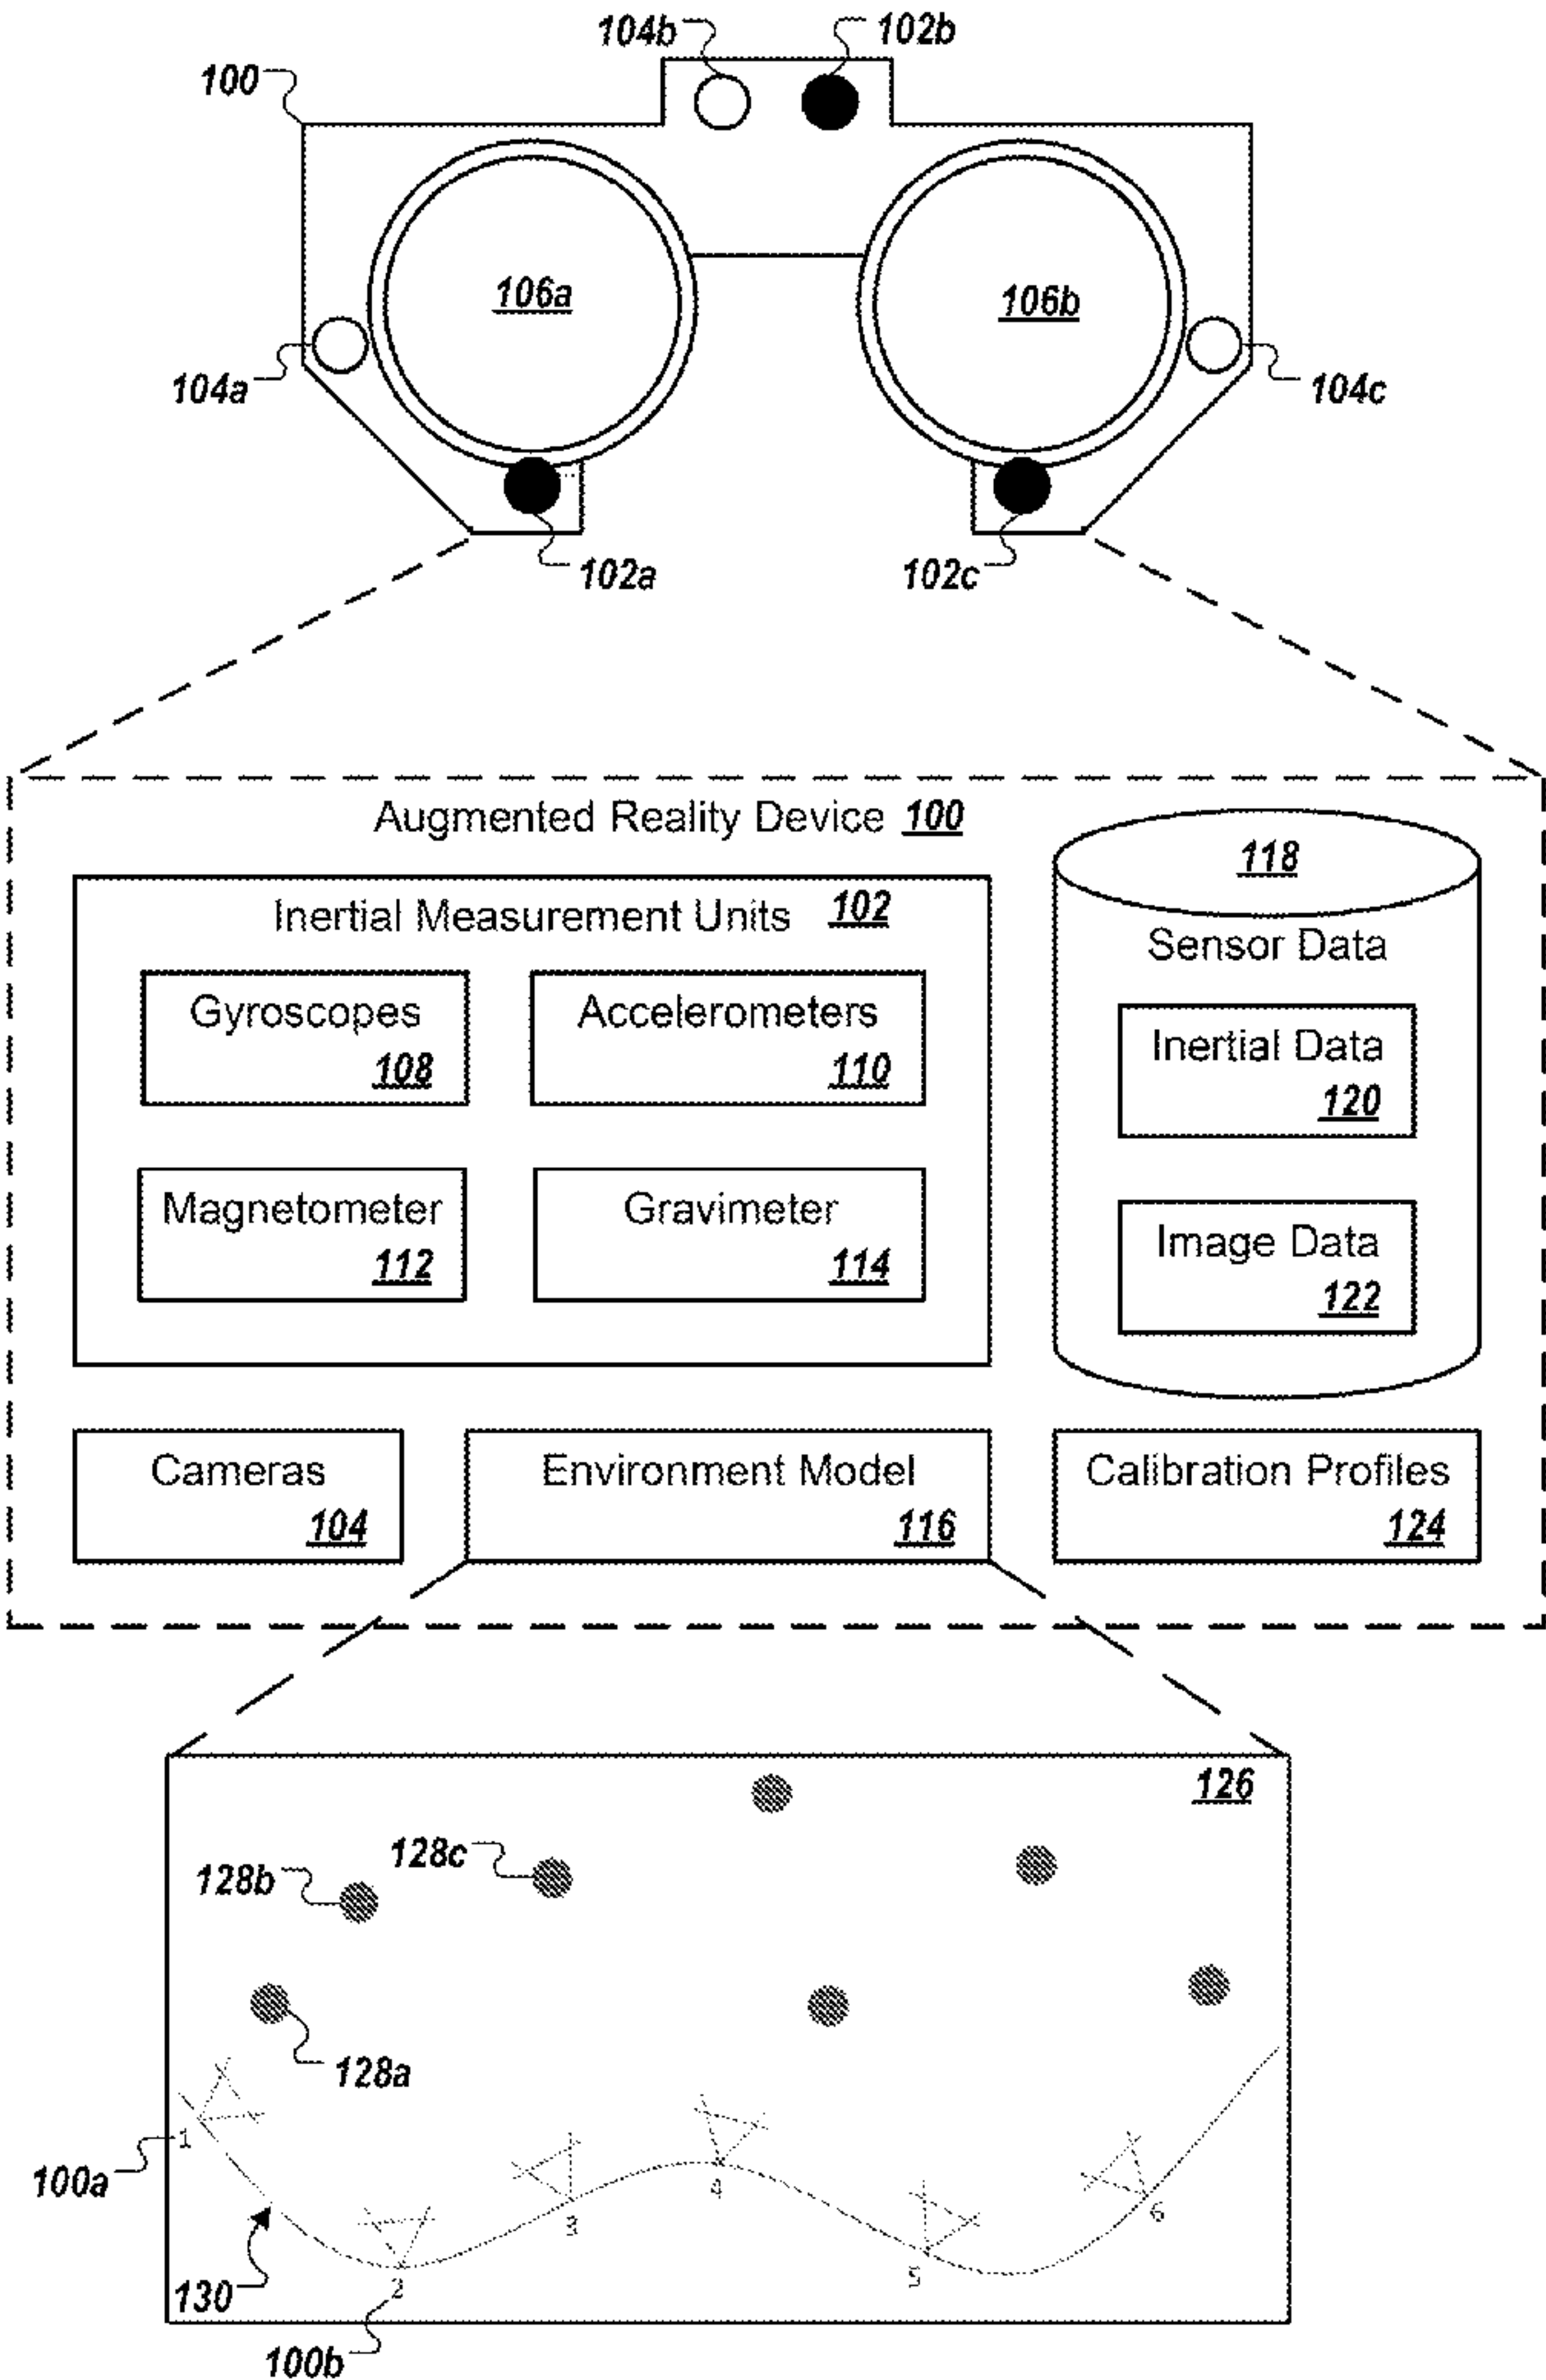 104b
102b
100
106a
106b
104a
104c
102a
102c
Augmented Reality Device 100
118
Inertial Measurement Units 102
Sensor Data
Gyroscopes
108
Accelerometers
110
Inertial Data
120
Magnetometer
112
Gravimeter
114
Image Data
122
Cameras
104
Environment Model
116
Calibration Profiles
124
126
128c
128b
128a
1
100a
4
3
6
5
2
130
100b